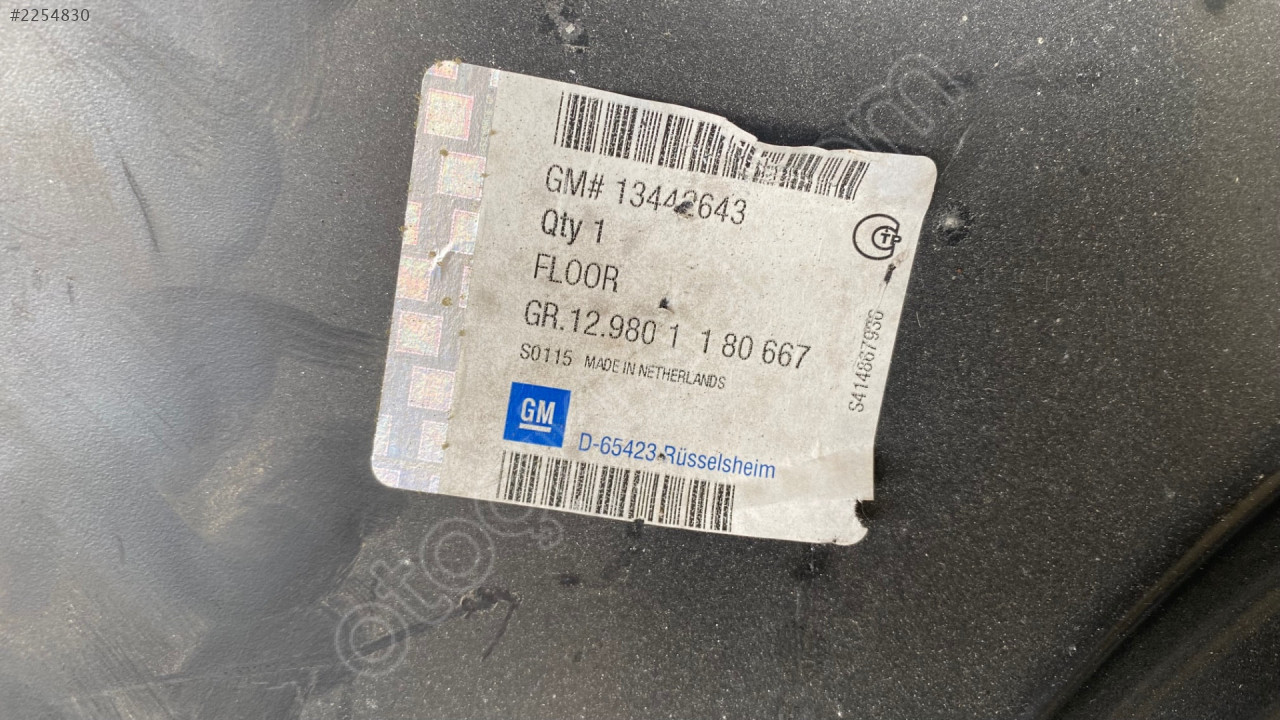 #2254830
GM# 13442643
Qty 1
FLOOR
GR.12.980 1 1 80 667
S0115 MADE IN NETHERLANDS
GM
D-65423 Rüsselsheim
S414867936